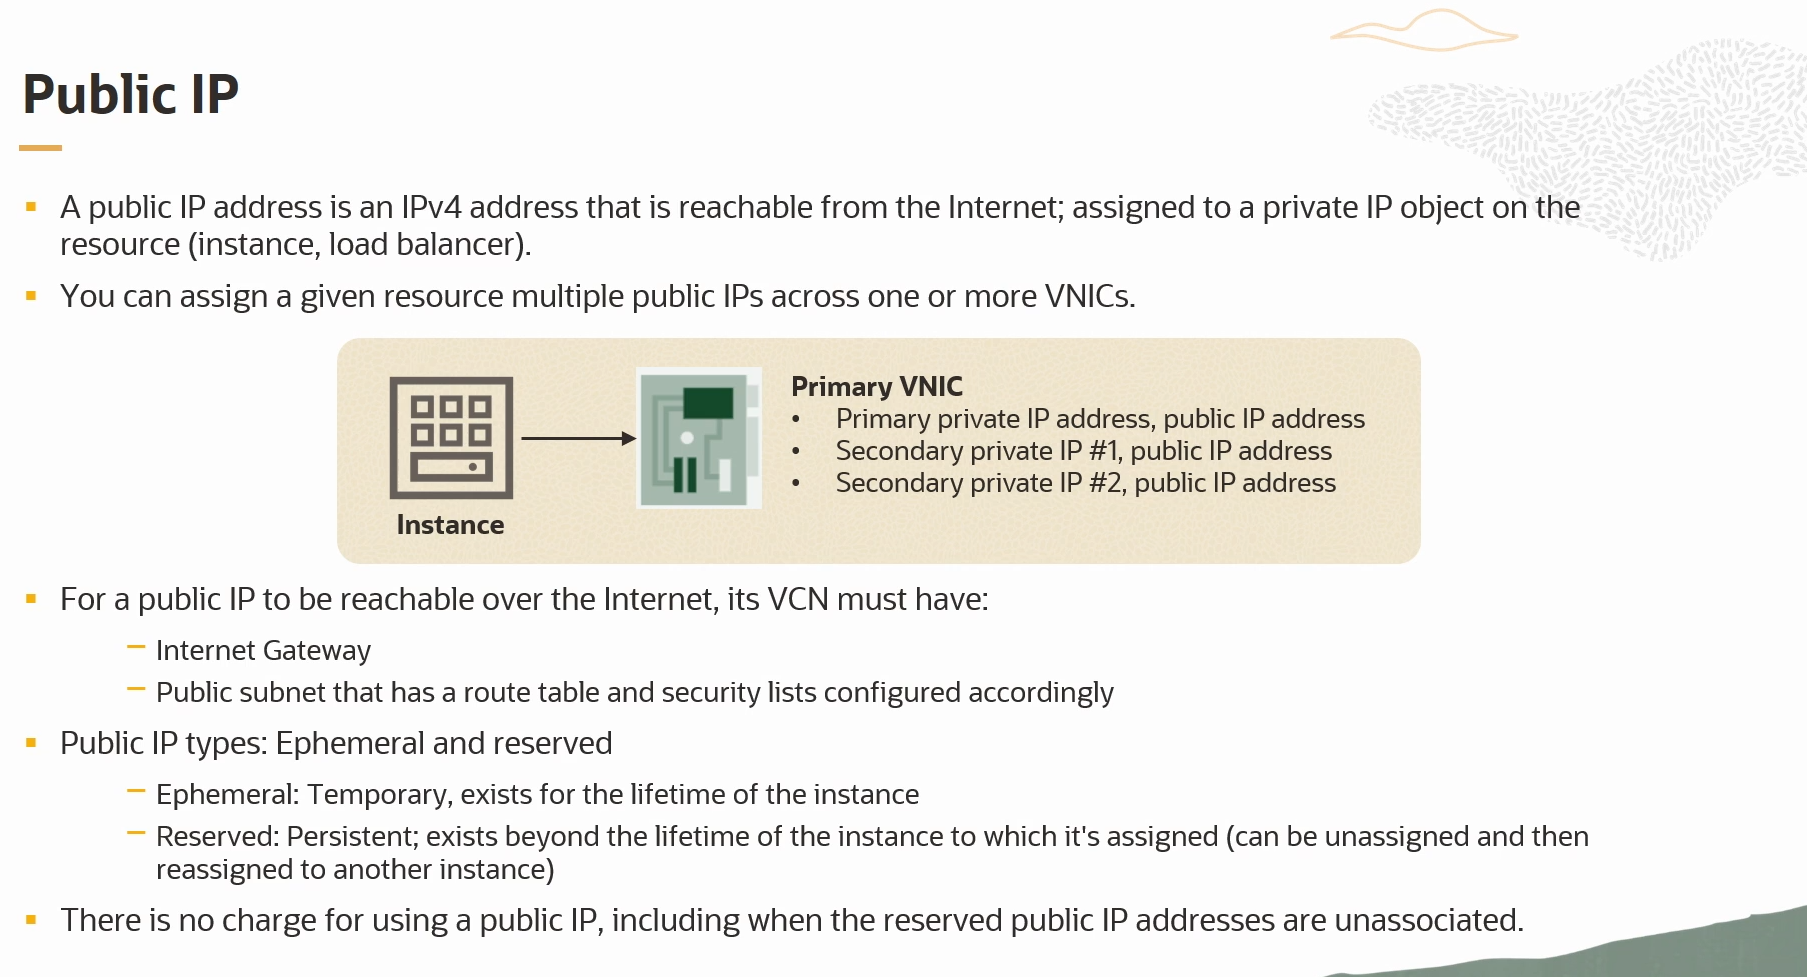 Public IP
A public IP address is an IPv4 address that is reachable from the Internet; assigned to a private IP object on the
resource (instance, load balancer).
You can assign a given resource multiple public IPs across one or more VNICs.
Instance
Primary VNIC
• Primary private IP address, public IP address
• Secondary private IP #1, public IP address
• Secondary private IP #2, public IP address
For a public IP to be reachable over the Internet, its VCN must have:
– Internet Gateway
– Public subnet that has a route table and security lists configured accordingly
Public IP types: Ephemeral and reserved
– Ephemeral: Temporary, exists for the lifetime of the instance
– Reserved: Persistent; exists beyond the lifetime of the instance to which it's assigned (can be unassigned and then
reassigned to another instance)
There is no charge for using a public IP, including when the reserved public IP addresses are unassociated.